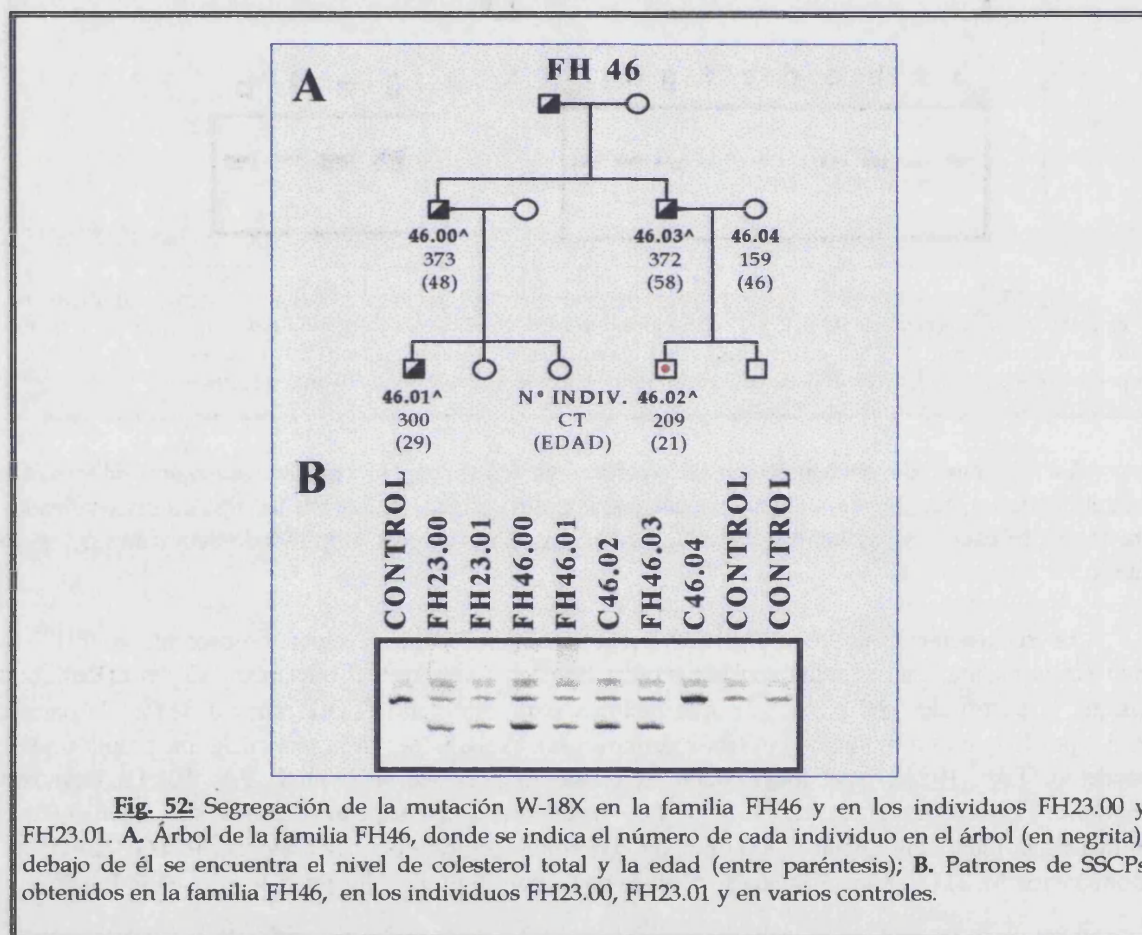 A
FH 46
46.00^ 46.03^ 46.04
373 372 159
(48) (58) (46)
46.01^ N° INDIV. 46.02^
300 CT 209
(29) (EDAD) (21)
B
CONTROL
FH23.00
FH23.01
FH46.00
FH46.01
C46.02
FH46.03
C46.04
CONTROL
CONTROL
Fig. 52: Segregación de la mutación W-18X en la familia FH46 y en los individuos FH23.00 y
FH23.01. A. Árbol de la familia FH46, donde se indica el número de cada individuo en el árbol (en negrita)
debajo de él se encuentra el nivel de colesterol total y la edad (entre paréntesis); B. Patrones de SSCPs
obtenidos en la familia FH46, en los individuos FH23.00, FH23.01 y en varios controles.